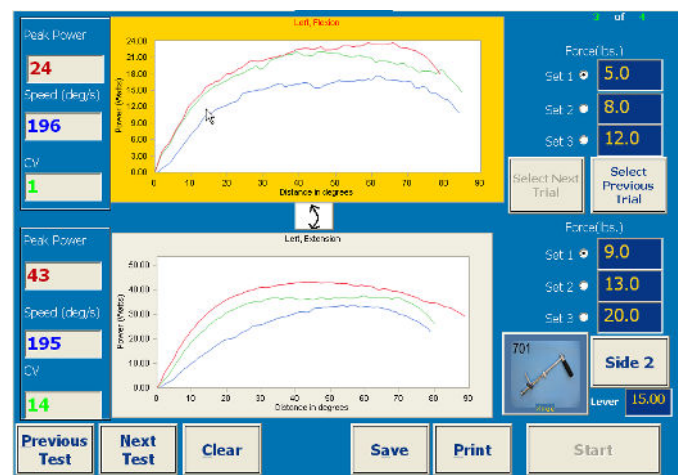 3 of 4
Peak Power
24
Speed (deg/s)
196
CV
1
Left, Flexion
24.00
21.00
18.00
15.00
12.00
9.00
6.00
3.00
0.00
Power (Watts)
0 10 20 30 40 50 60 70 80 90
Distance in degrees
Force(lbs.)
Set 1 5.0
Set 2 8.0
Set 3 12.0
Select Next Trial
Select Previous Trial
Peak Power
43
Speed (deg/s)
195
CV
14
Left, Extension
50.00
40.00
30.00
20.00
10.00
0.00
Power (Watts)
0 10 20 30 40 50 60 70 80 90
Distance in degrees
Force(lbs.)
Set 1 9.0
Set 2 13.0
Set 3 20.0
701
Side 2
Lever 15.00
Previous Test
Next Test
Clear
Save
Print
Start